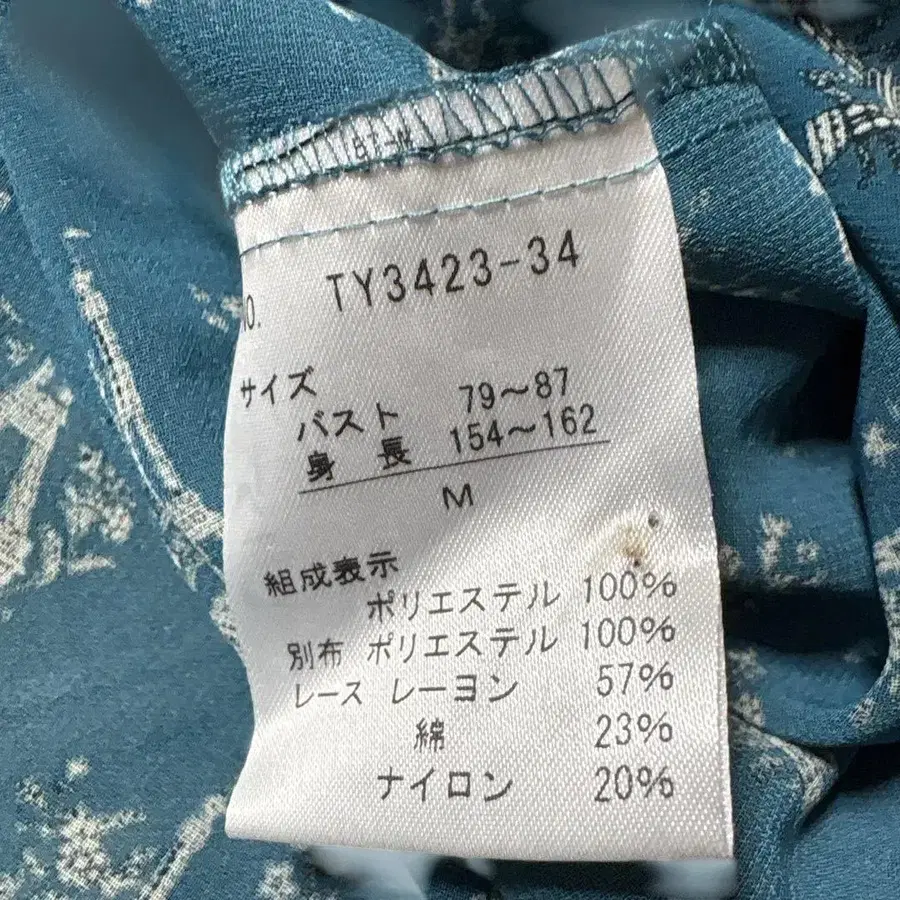 NO. TY3423-34
サイズ
バスト 79～87
身長 154～162
M
組成表示
ポリエステル 100%
別布 ポリエステル 100%
レース レーヨン 57%
綿 23%
ナイロン 20%